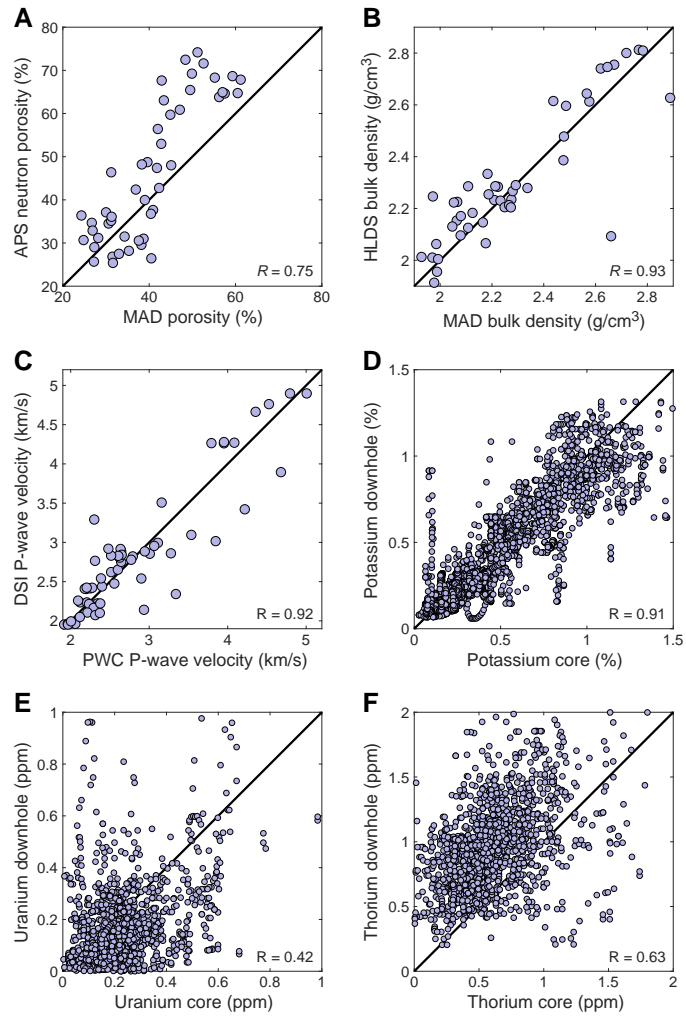 A
80
70
60
50
40
30
20
20
40
60
80
APS neutron porosity (%)
MAD porosity (%)
R = 0.75
B
2.8
2.6
2.4
2.2
2
2
2.2
2.4
2.6
2.8
HLDS bulk density (g/cm3)
MAD bulk density (g/cm3)
R = 0.93
C
5
4
3
2
2
3
4
5
DSI P-wave velocity (km/s)
PWC P-wave velocity (km/s)
R = 0.92
D
1.5
1
0.5
0
0
0.5
1
1.5
Potassium downhole (%)
Potassium core (%)
R = 0.91
E
1
0.8
0.6
0.4
0.2
0
0
0.2
0.4
0.6
0.8
1
Uranium downhole (ppm)
Uranium core (ppm)
R = 0.42
F
2
1.5
1
0.5
0
0
0.5
1
1.5
2
Thorium downhole (ppm)
Thorium core (ppm)
R = 0.63